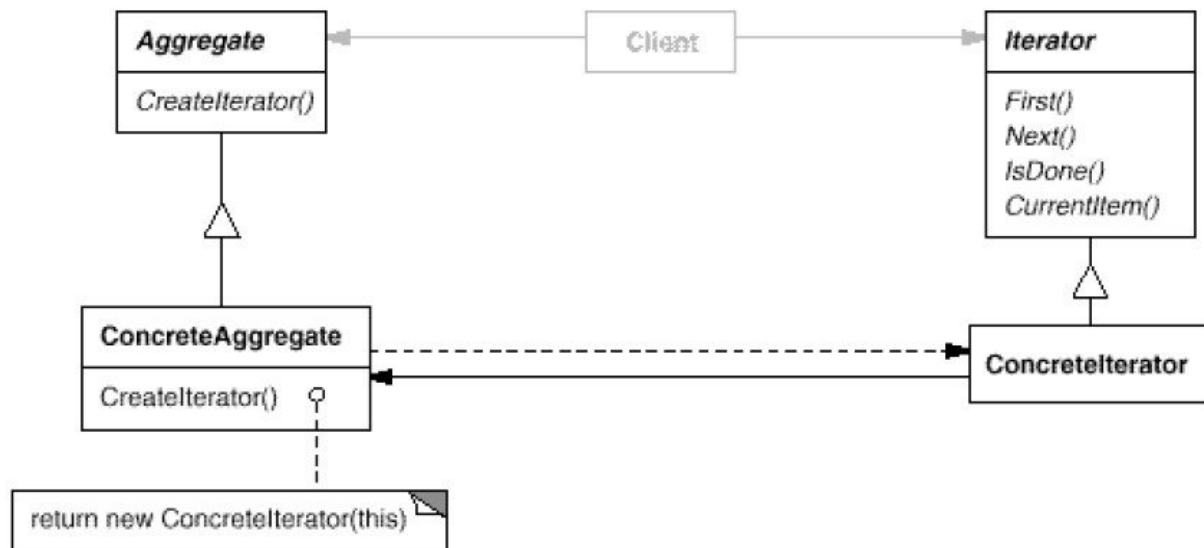 Aggregate
CreateIterator()
Client
Iterator
First()
Next()
IsDone()
CurrentItem()
ConcreteAggregate
CreateIterator()
ConcreteIterator
return new ConcreteIterator(this)